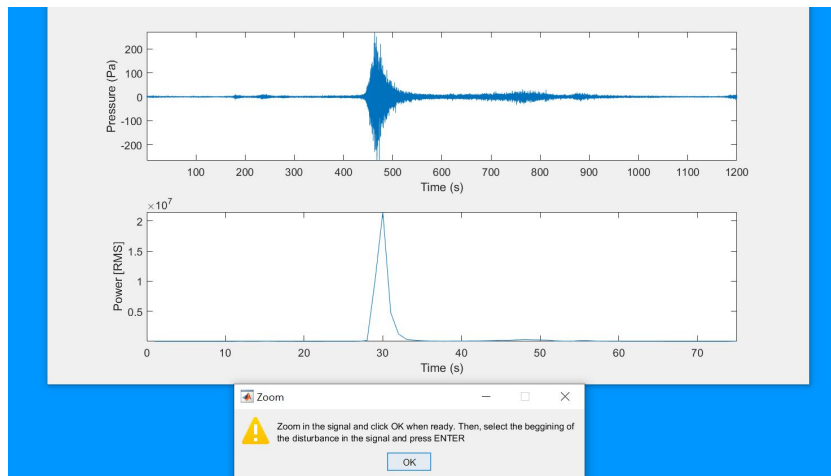 200
100
0
-100
-200
Pressure (Pa)
100 200 300 400 500 600 700 800 900 1000 1100 1200
Time (s)
×10^7
2
1.5
1
0.5
Power [RMS]
0 10 20 30 40 50 60 70
Time (s)
Zoom
Zoom in the signal and click OK when ready. Then, select the beggining of
the disturbance in the signal and press ENTER
OK